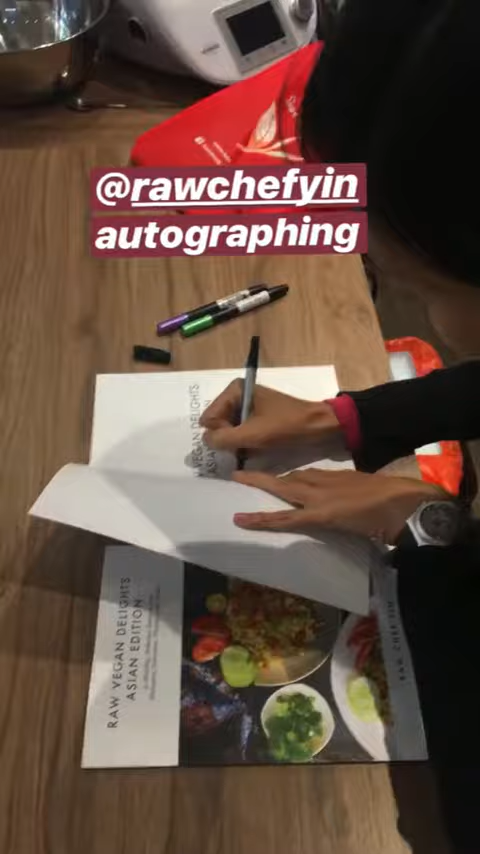 @rawchefyin
autographing
RAW VEGAN DELIGHTS
ASIAN
RAW VEGAN DELIGHTS
ASIAN EDITION
RAW CHEF YIN